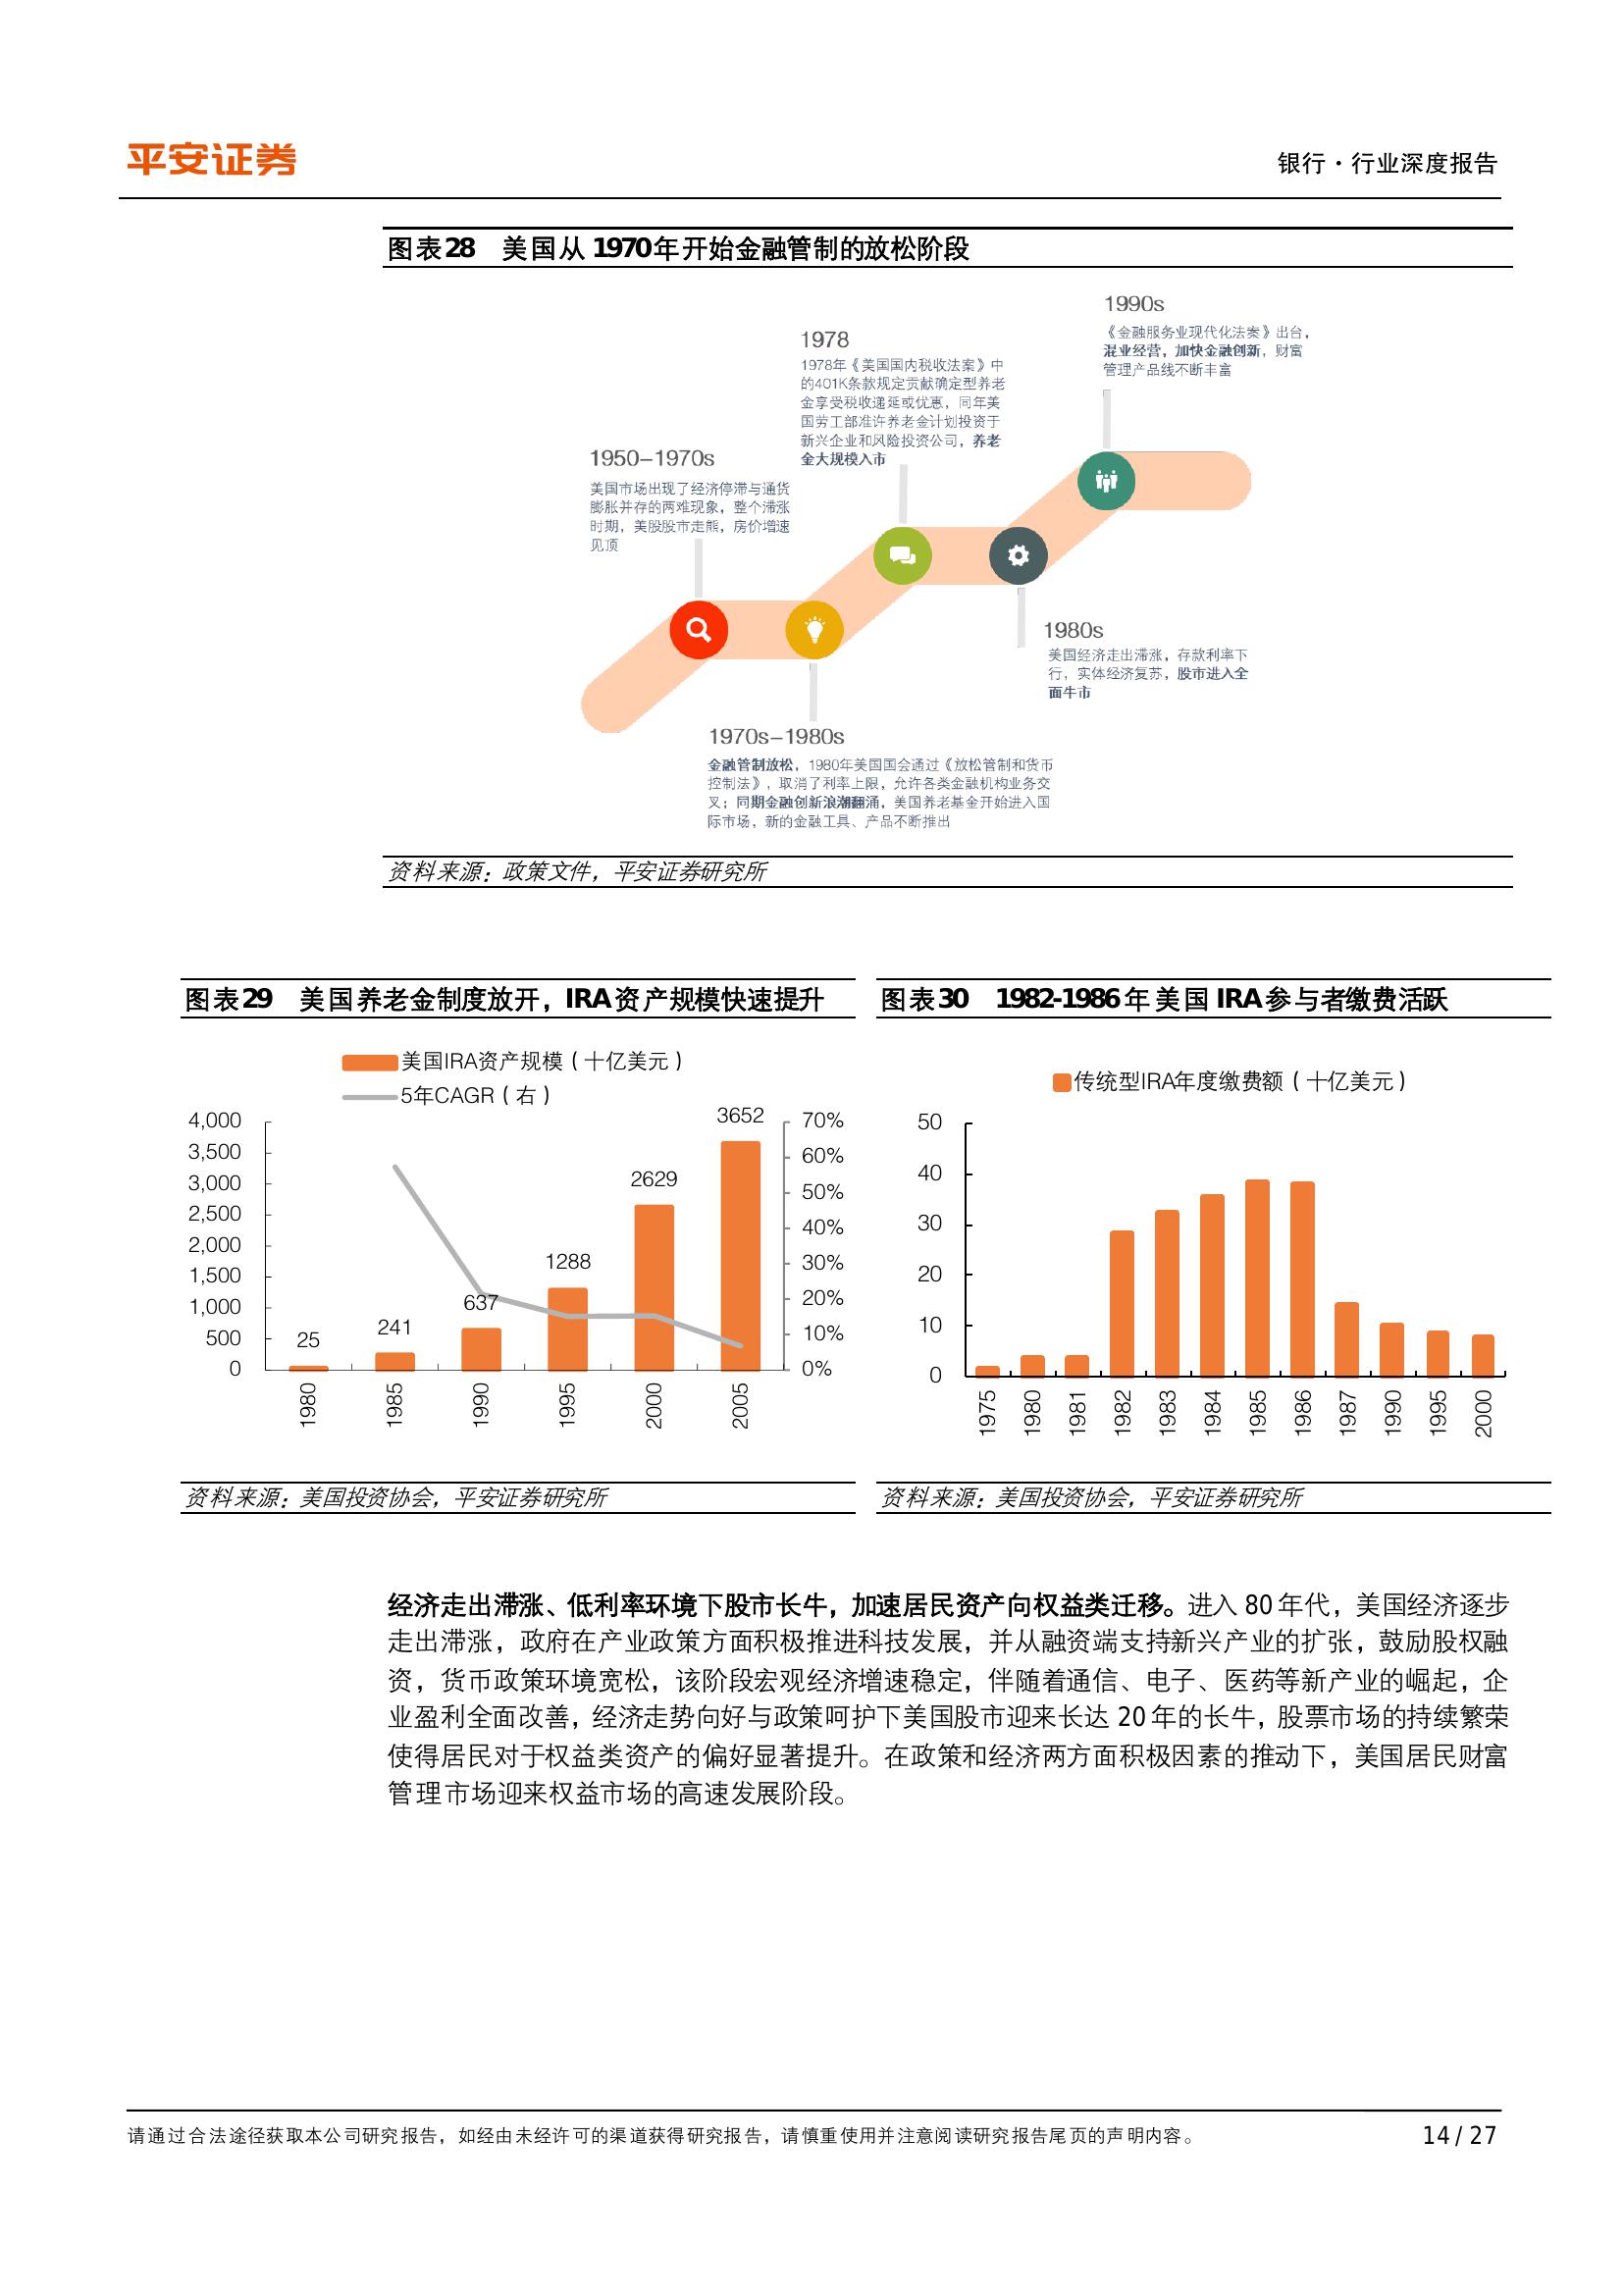 平安证券
银行·行业深度报告
图表28 美国从 1970年开始金融管制的放松阶段
1990s
《金融服务业现代化法案》出台，
混业经营，加快金融创新，财富
管理产品线不断丰富
1978
1978年《美国国内税收法案》中
的401K条款规定贡献确定型养老
金享受税收递延或优惠，同年美
国劳工部准许养老金计划投资于
新兴企业和风险投资公司，养老
金大规模入市
1950-1970s
美国市场出现了经济停滞与通货
膨胀并存的两难现象，整个滞涨
时期，美股股市走熊，房价增速
见顶
1980s
美国经济走出滞涨，存款利率下
行，实体经济复苏，股市进入全
面牛市
1970s-1980s
金融管制放松，1980年美国国会通过《放松管制和货币
控制法》，取消了利率上限，允许各类金融机构业务交
叉；同期金融创新浪潮翻涌，美国养老基金开始进入国
际市场，新的金融工具、产品不断推出
资料来源：政策文件，平安证券研究所
图表29 美国养老金制度放开，IRA资产规模快速提升
美国IRA资产规模（十亿美元）
5年CAGR（右）
4,000
3,500
3,000
2,500
2,000
1,500
1,000
500
0
25
241
637
1288
2629
3652
70%
60%
50%
40%
30%
20%
10%
0%
1980
1985
1990
1995
2000
2005
资料来源：美国投资协会，平安证券研究所
图表30 1982-1986年美国 IRA参与者缴费活跃
传统型IRA年度缴费额（十亿美元）
50
40
30
20
10
0
1975
1980
1981
1982
1983
1984
1985
1986
1987
1990
1995
2000
资料来源：美国投资协会，平安证券研究所
经济走出滞涨、低利率环境下股市长牛，加速居民资产向权益类迁移。进入 80 年代，美国经济逐步
走出滞涨，政府在产业政策方面积极推进科技发展，并从融资端支持新兴产业的扩张，鼓励股权融
资，货币政策环境宽松，该阶段宏观经济增速稳定，伴随着通信、电子、医药等新产业的崛起，企
业盈利全面改善，经济走势向好与政策呵护下美国股市迎来长达 20 年的长牛，股票市场的持续繁荣
使得居民对于权益类资产的偏好显著提升。在政策和经济两方面积极因素的推动下，美国居民财富
管理市场迎来权益市场的高速发展阶段。
请通过合法途径获取本公司研究报告，如经由未经许可的渠道获得研究报告，请慎重使用并注意阅读研究报告尾页的声明内容。
14 / 27